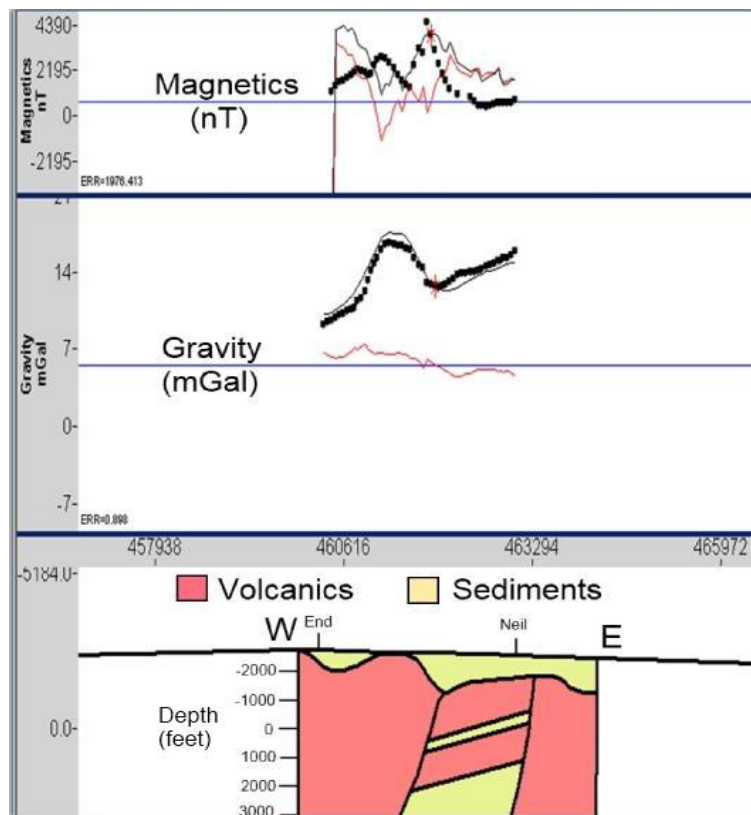 Magnetics
nT
4390-
2195-
0-
-2195-
Magnetics
(nT)
ERR=1976.413
21
14-
7-
0-
-7-
Gravity
mGal
Gravity
(mGal)
ERR=0.898
457938
460616
463294
465972
-5184.0
0.0-
Volcanics
Sediments
W
End
Neil
E
Depth
(feet)
-2000
-1000
0
1000
2000
3000